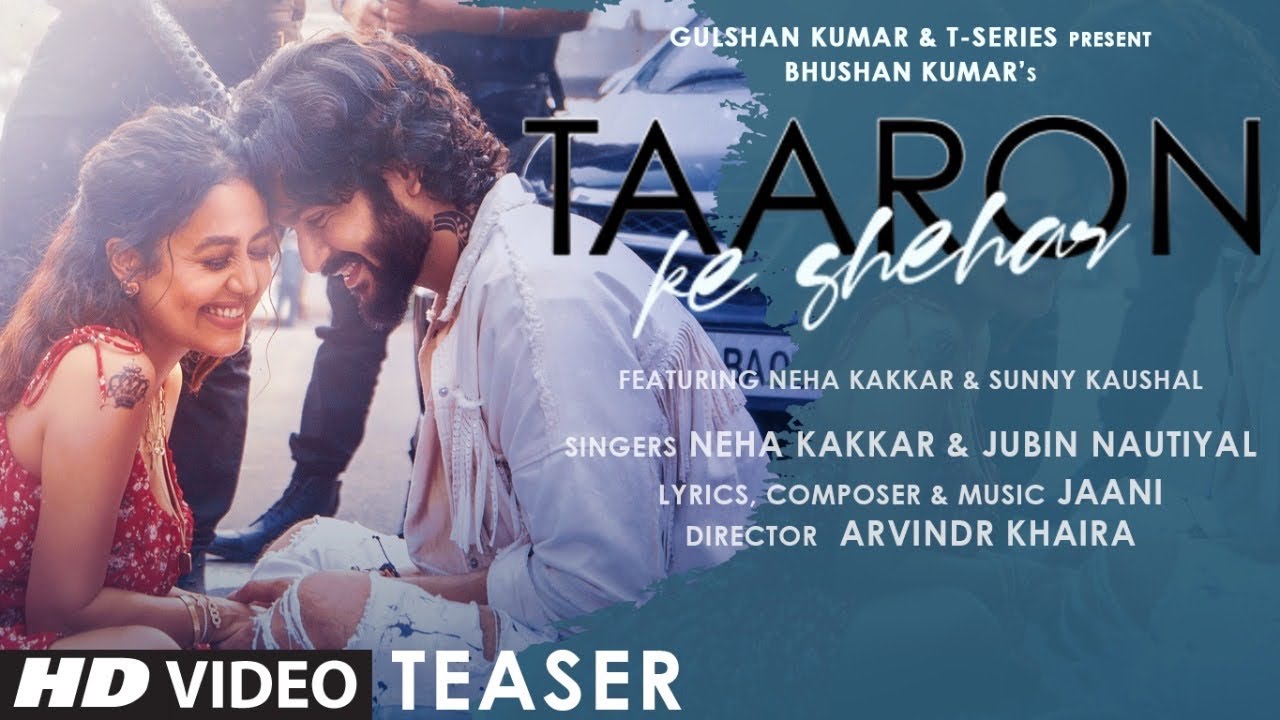 GULSHAN KUMAR & T-SERIES PRESENT
BHUSHAN KUMAR'S
TAARON
ke shehar
FEATURING NEHA KAKKAR & SUNNY KAUSHAL
SINGERS NEHA KAKKAR & JUBIN NAUTIYAL
LYRICS, COMPOSER & MUSIC JAANI
DIRECTOR ARVINDR KHAIRA
HD VIDEO TEASER